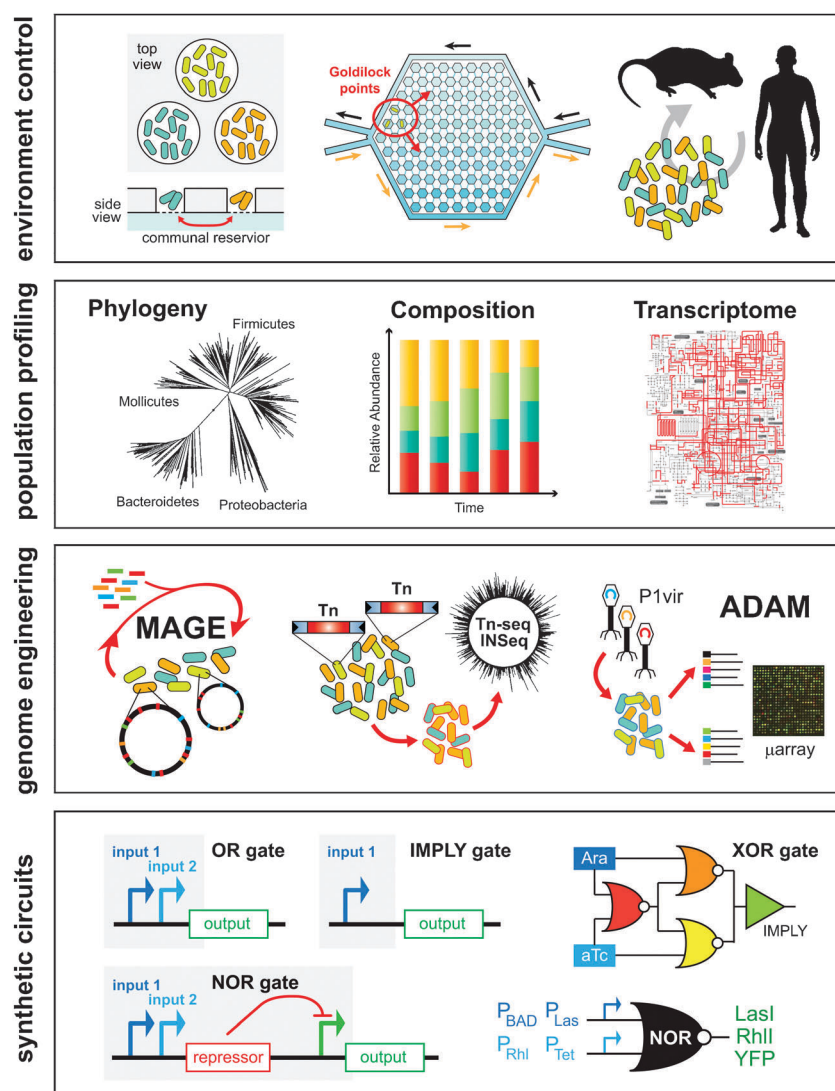 environment control
top
view
side
view
communal reservior
Goldilock
points
population profiling
Phylogeny
Firmicutes
Mollicutes
Bacteroidetes
Proteobacteria
Composition
Relative Abundance
Time
Transcriptome
genome engineering
MAGE
Tn
Tn
Tn-seq
INSeq
P1vir
ADAM
μarray
synthetic circuits
input 1
OR gate
input 2
output
input 1
IMPLY gate
output
XOR gate
Ara
aTc
IMPLY
NOR gate
input 1
input 2
repressor
output
PBAD PLas
PRhl PTet
NOR
LasI
RhlI
YFP